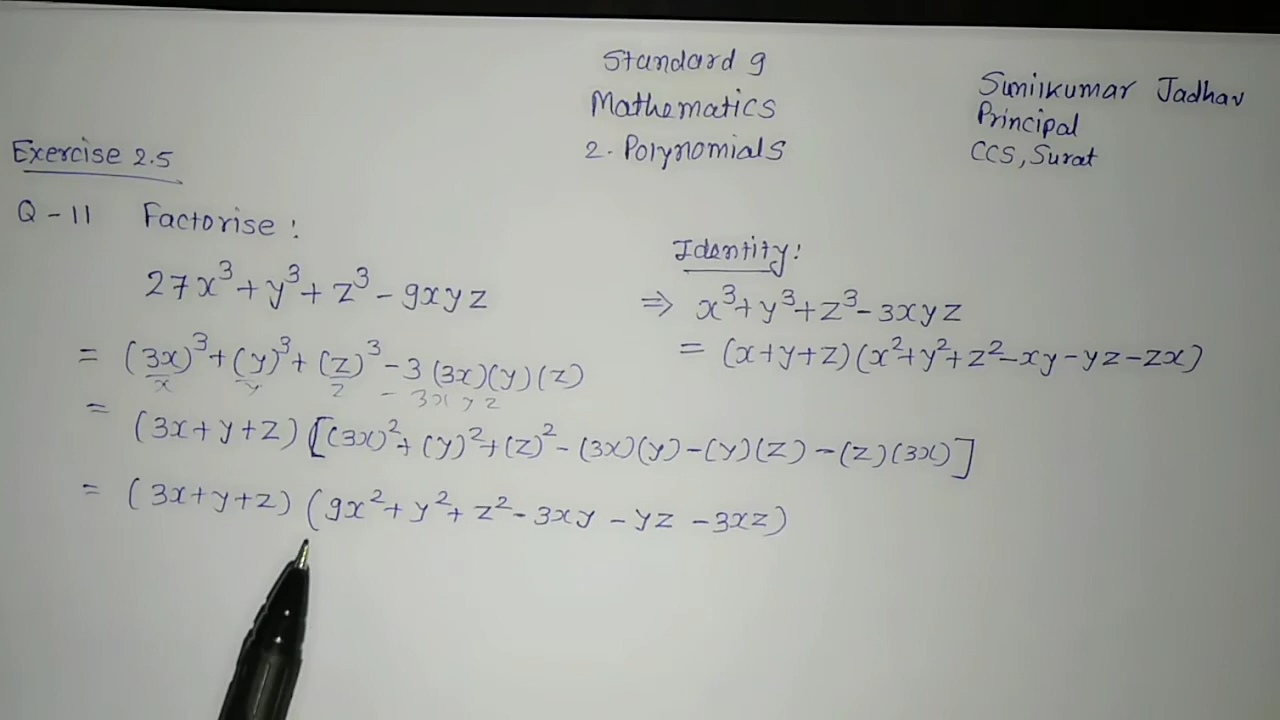 Standard 9
Mathematics
2. Polynomials
Sunilkumar Jadhav
Principal
CCS, Surat
Exercise 2.5
Q - 11 Factorise :
27x³ + y³ + z³ - 9xyz
= (3x)³ + (y)³ + (z)³ - 3 (3x)(y)(z)
x y z - 3xyz
= (3x+y+z) [(3x)² + (y)² + (z)² - (3x)(y) - (y)(z) - (z)(3x)]
= (3x+y+z) (9x² + y² + z² - 3xy - yz - 3xz)
Identity :
⇒ x³ + y³ + z³ - 3xyz
= (x+y+z)(x² + y² + z² - xy - yz - zx)